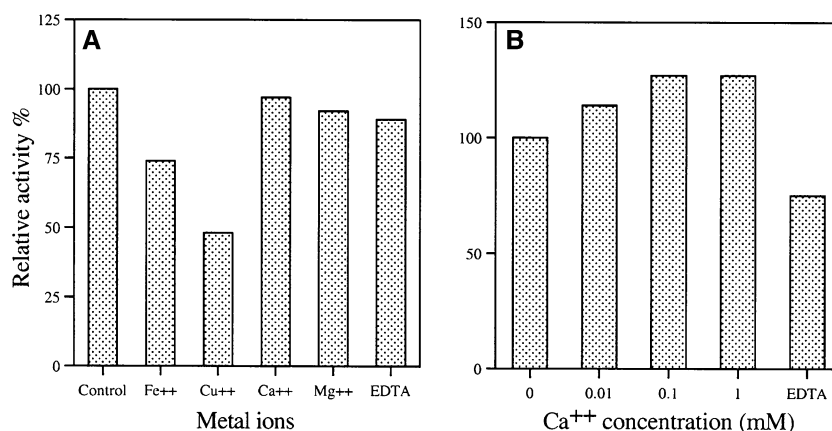 A
Relative activity %
125
100
75
50
25
0
Control Fe++ Cu++ Ca++ Mg++ EDTA
Metal ions
B
150
100
50
0
0 0.01 0.1 1 EDTA
Ca++ concentration (mM)